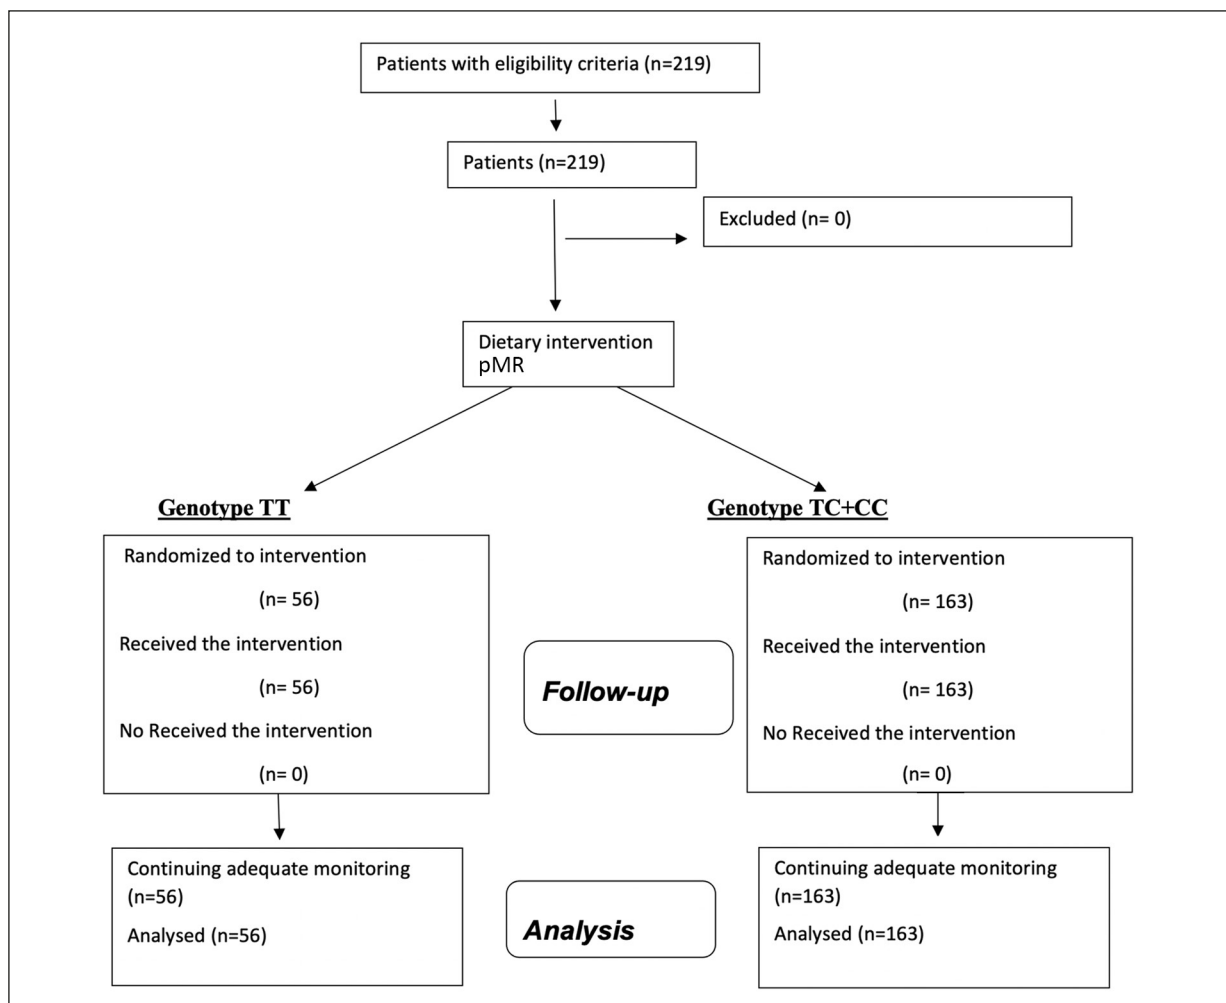 Patients with eligibility criteria (n=219)
Patients (n=219)
Excluded (n= 0)
Dietary intervention
pMR
Genotype TT
Randomized to intervention
(n= 56)
Received the intervention
(n= 56)
No Received the intervention
(n= 0)
Genotype TC+CC
Randomized to intervention
(n= 163)
Received the intervention
(n= 163)
No Received the intervention
(n= 0)
Follow-up
Continuing adequate monitoring
(n=56)
Analysed (n=56)
Analysis
Continuing adequate monitoring
(n=163)
Analysed (n=163)